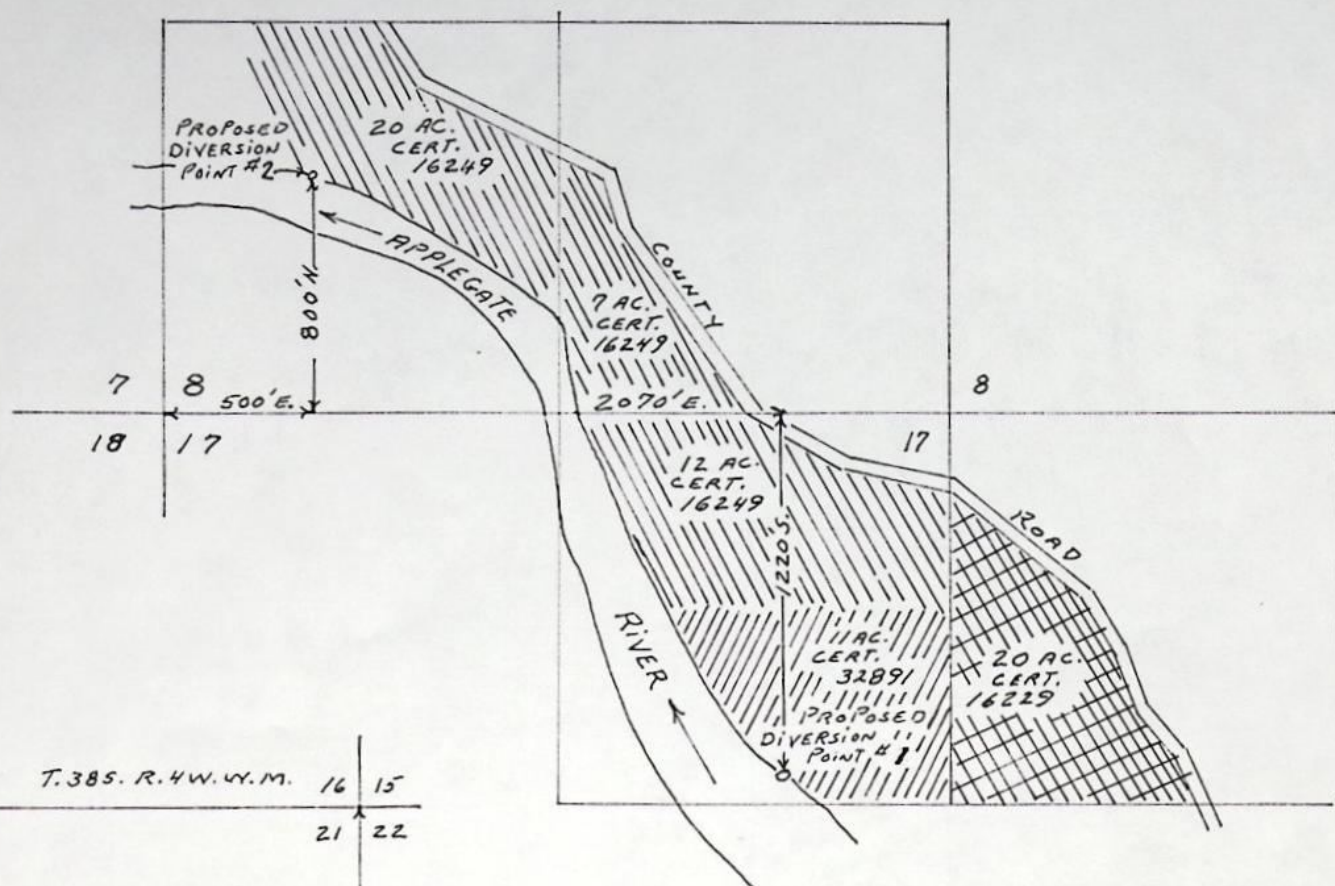 PROPOSED
DIVERSION
POINT #2
20 AC.
CERT.
16249
APPLEGATE
800'N
COUNTY
7 AC.
CERT.
16249
7 8
500'E.
2070'E.
8
18 17
17
12 AC.
CERT.
16249
1220'S.
ROAD
RIVER
11 AC.
CERT.
32891
20 AC.
CERT.
16229
PROPOSED
DIVERSION
POINT #1
T.38S. R.4W. W.M.
16 15
21 22